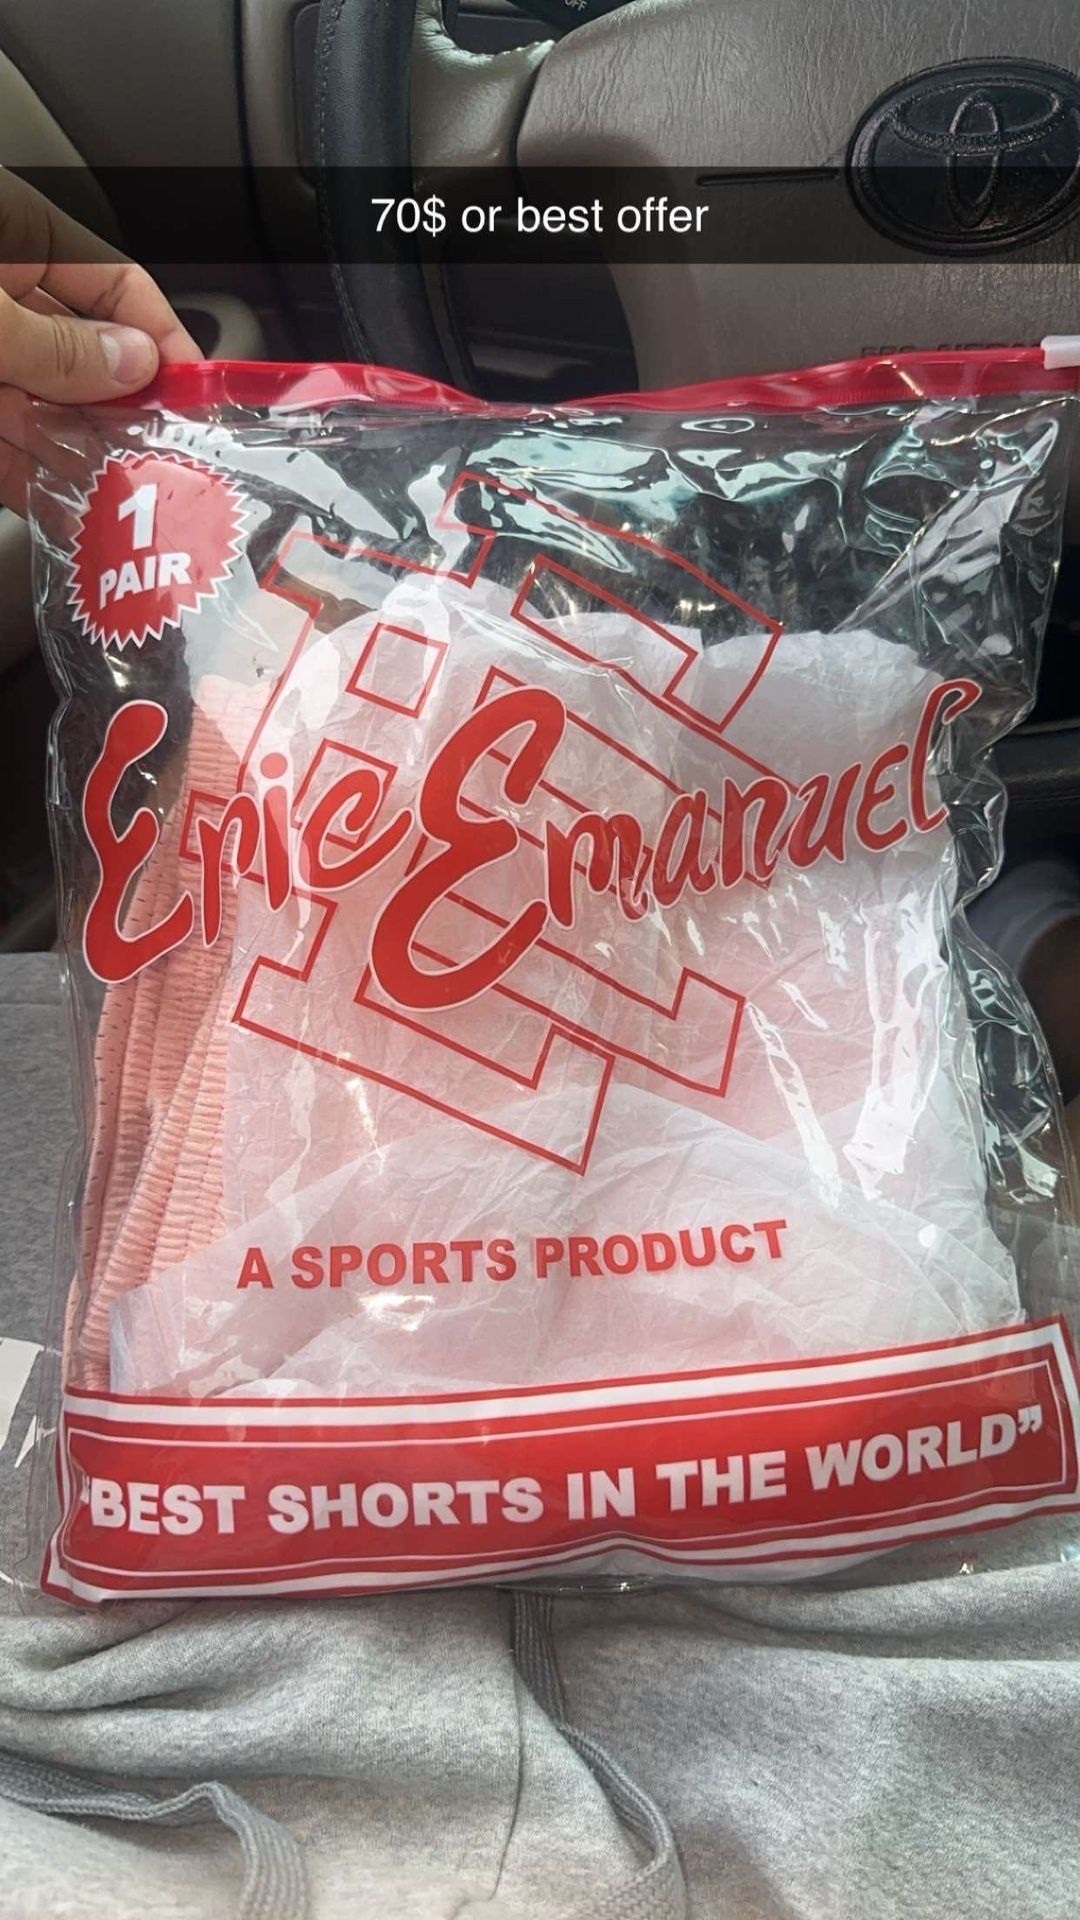 70$ or best offer
1
PAIR
Eric Emanuel
A SPORTS PRODUCT
"BEST SHORTS IN THE WORLD"